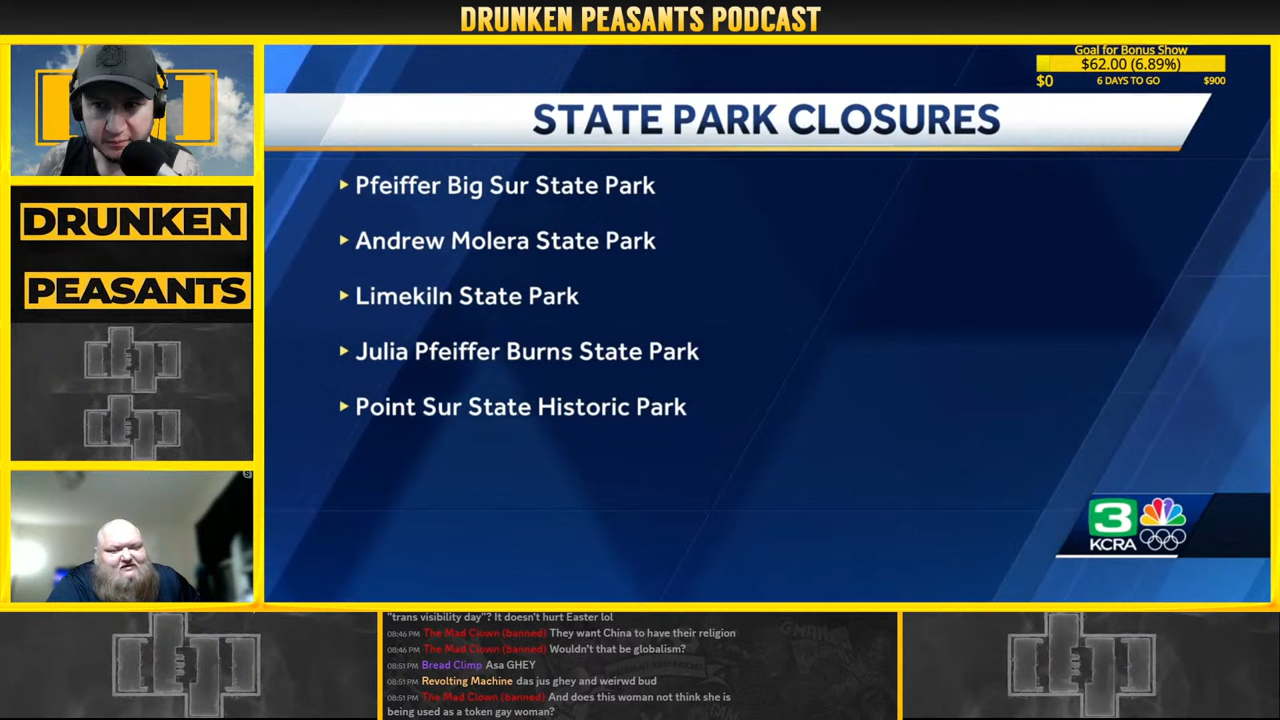 DRUNKEN PEASANTS PODCAST
Goal for Bonus Show
$62.00 (6.89%)
$0 6 DAYS TO GO $900
STATE PARK CLOSURES
Pfeiffer Big Sur State Park
Andrew Molera State Park
Limekiln State Park
Julia Pfeiffer Burns State Park
Point Sur State Historic Park
DRUNKEN
PEASANTS
3
KCRA
"trans visibility day"? It doesn't hurt Easter lol
08:46 PM The Mad Clown (banned) They want China to have their religion
08:46 PM The Mad Clown (banned) Wouldn't that be globalism?
08:51 PM Bread Climp Asa GHEY
08:51 PM Revolting Machine das jus ghey and weirwd bud
08:51 PM The Mad Clown (banned) And does this woman not think she is
being used as a token gay woman?